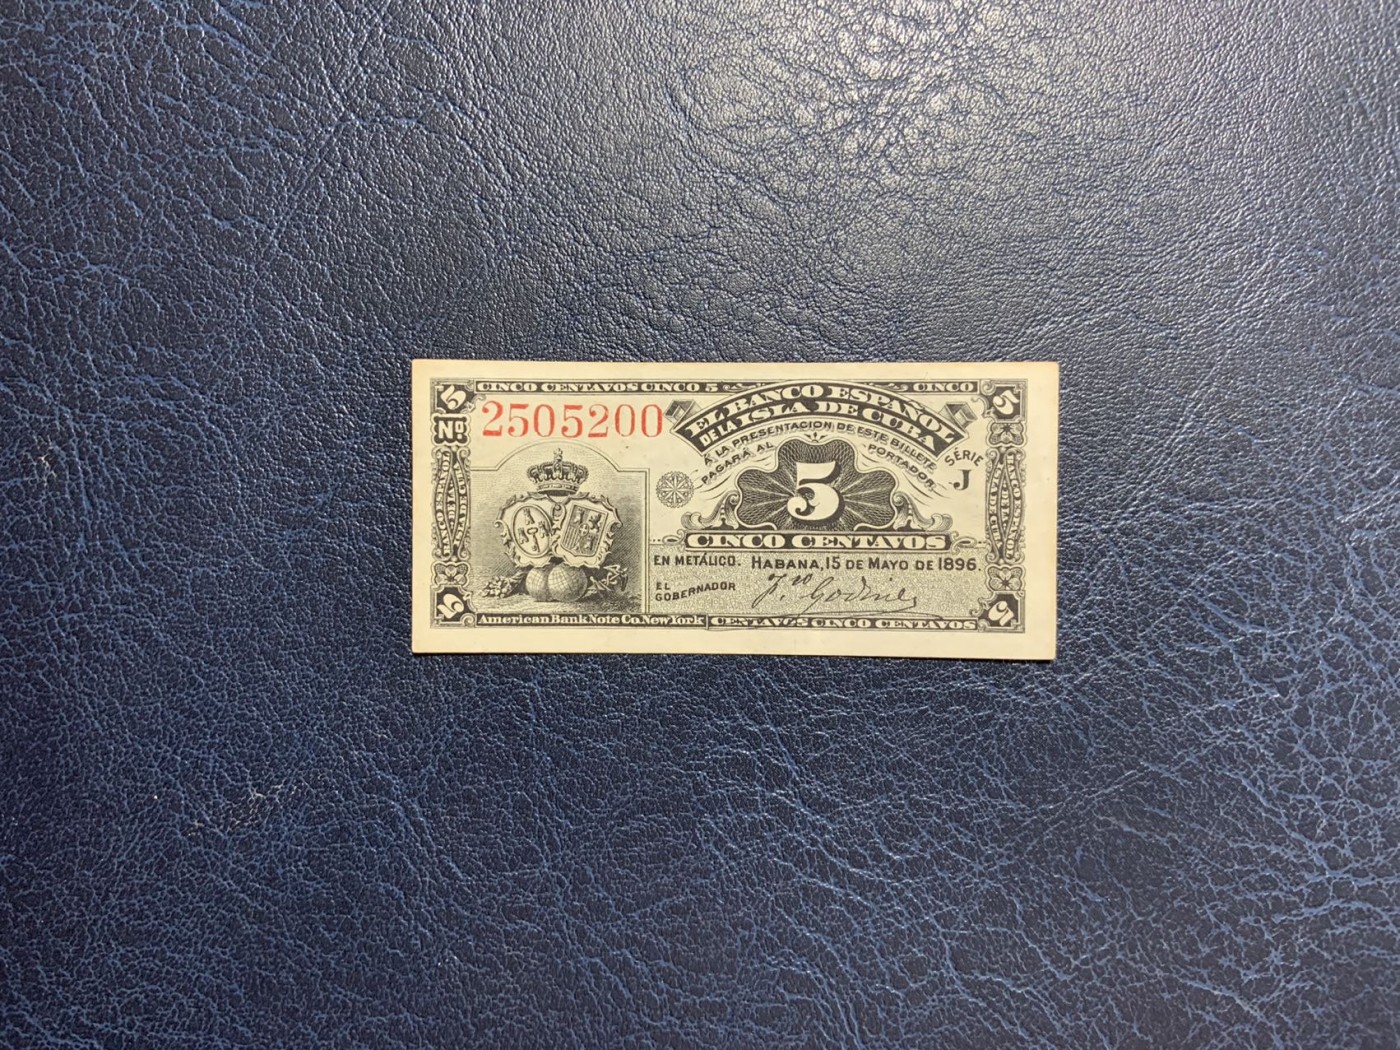 5 CINCO CENTAVOS CINCO 5 CINCO 5
Nº 2505200
EL BANCO ESPAÑOL
DE LA ISLA DE CUBA
Á LA PRESENTACION DE ESTE BILLETE
PAGARÁ AL PORTADOR
SÉRIE
J
5
CINCO CENTAVOS
EN METÁLICO. HABANA, 15 DE MAYO DE 1896.
EL
GOBERNADOR
5 American Bank Note Co. New York CENTAVOS CINCO CENTAVOS 5